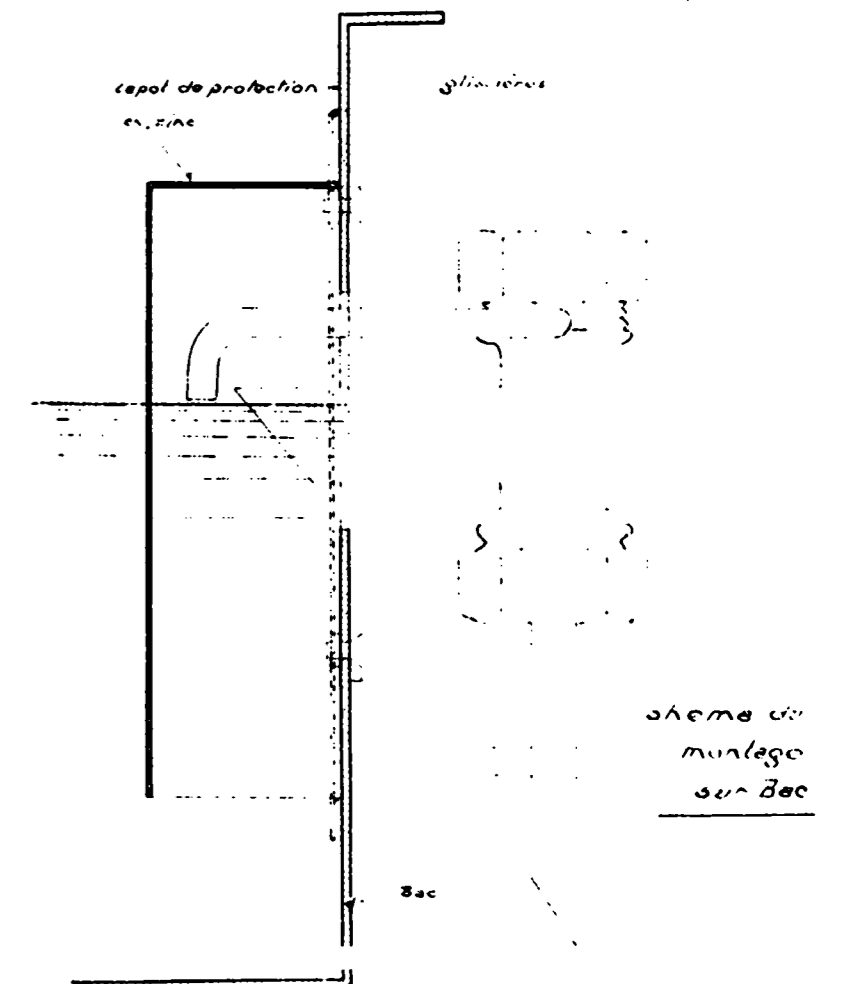 capot de protection
en zinc
glissières
shema de
montage
sur Bac
Bac